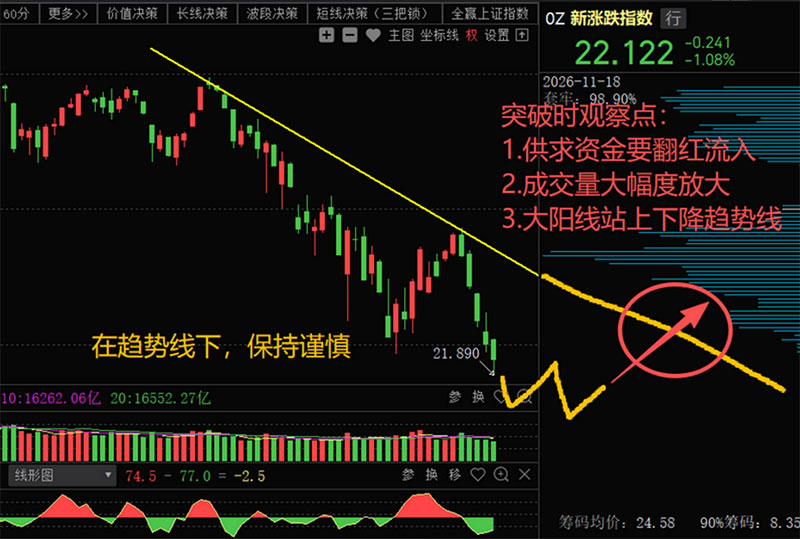 60分 更多>> 价值决策 长线决策 波段决策 短线决策（三把锁） 全赢上证指数
主图 坐标线 权 设置
OZ 新涨跌指数 行
22.122 -0.241
-1.08%
2026-11-18
套牢: 98.90%
突破时观察点：
1.供求资金要翻红流入
2.成交量大幅度放大
3.大阳线站上下降趋势线
在趋势线下，保持谨慎
21.890
10:16262.06亿 20:16552.27亿
参 换
线形图 74.5 - 77.0 = -2.5
参 换 移
筹码均价: 24.58 90%筹码: 8.35